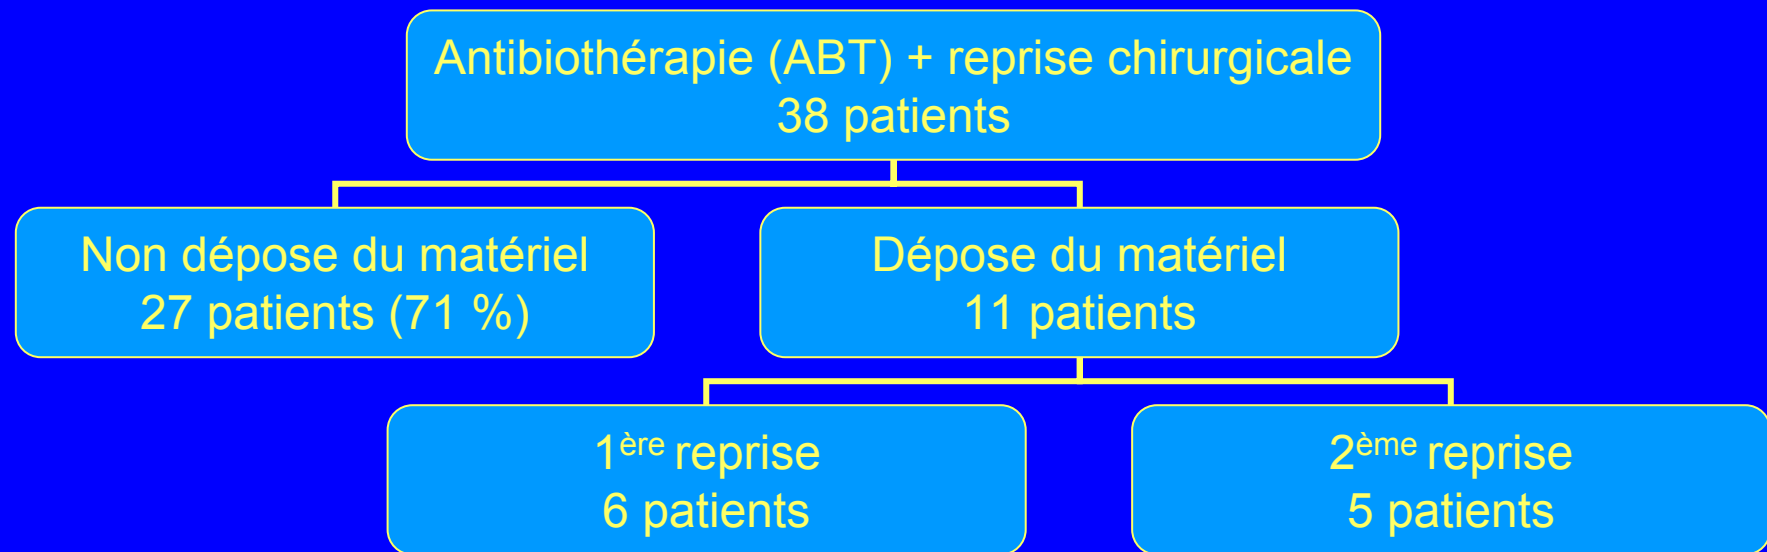 Antibiothérapie (ABT) + reprise chirurgicale
38 patients
Non dépose du matériel
27 patients (71 %)
Dépose du matériel
11 patients
1ère reprise
6 patients
2ème reprise
5 patients